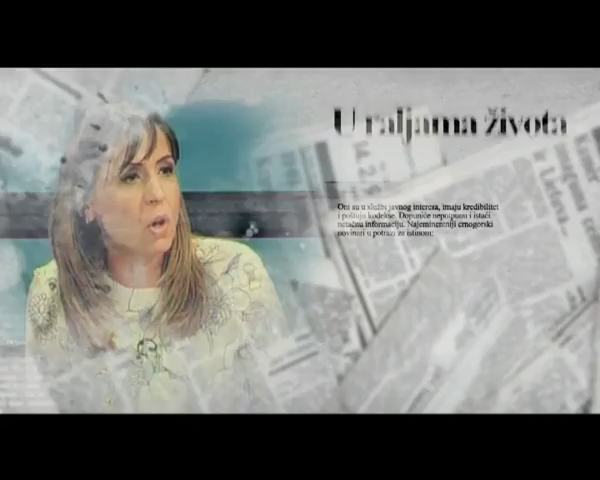 U raljama života
Oni su u službi javnog interesa, imaju kredibilitet
i poštuju kodekse. Dopuniće nepotpunu i istaći
netačnu informaciju. Najeminentniji crnogorski
novinari u potrazi za istinom: